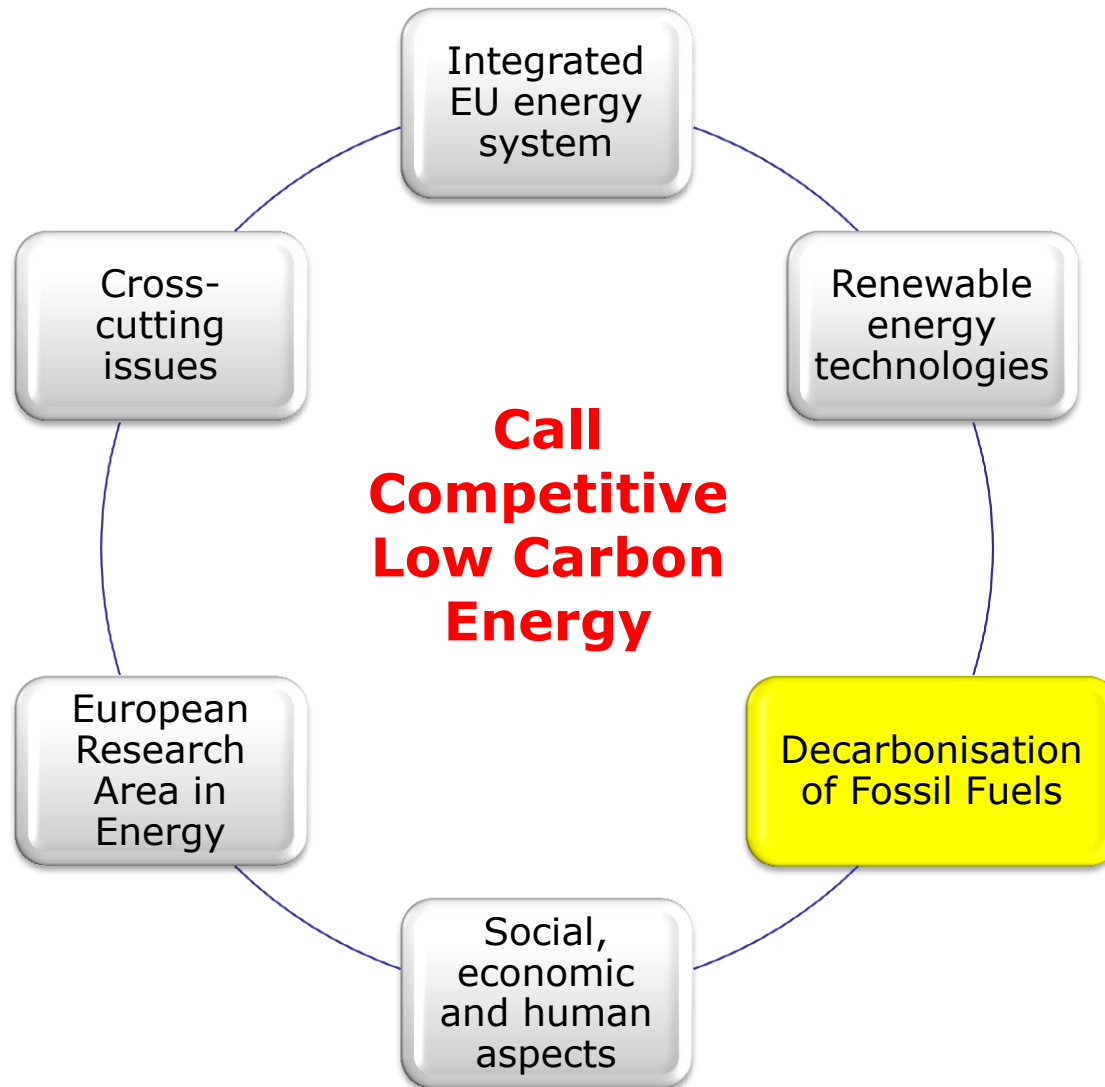 Integrated
EU energy
system
Cross-
cutting
issues
Renewable
energy
technologies
Call
Competitive
Low Carbon
Energy
European
Research
Area in
Energy
Decarbonisation
of Fossil Fuels
Social,
economic
and human
aspects